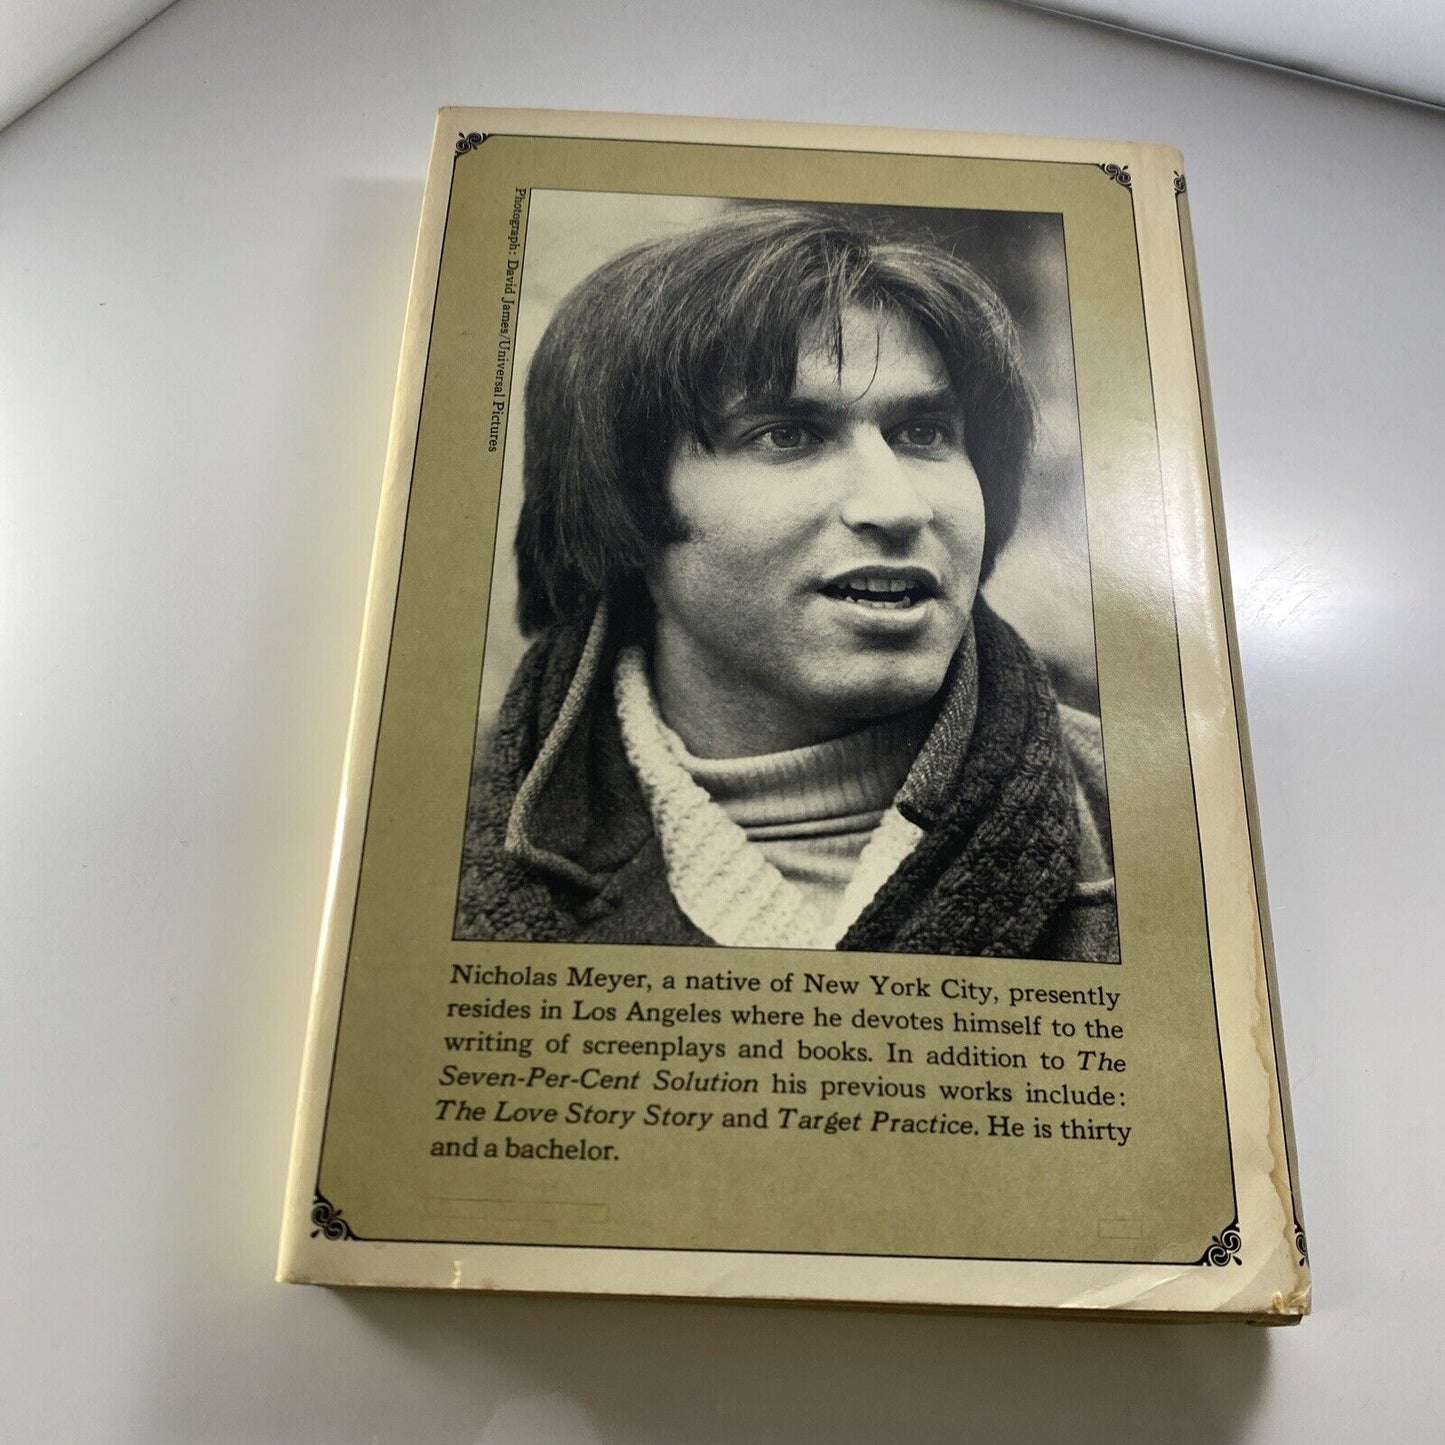 Photograph: David James/Universal Pictures
Nicholas Meyer, a native of New York City, presently
resides in Los Angeles where he devotes himself to the
writing of screenplays and books. In addition to The
Seven-Per-Cent Solution his previous works include:
The Love Story Story and Target Practice. He is thirty
and a bachelor.